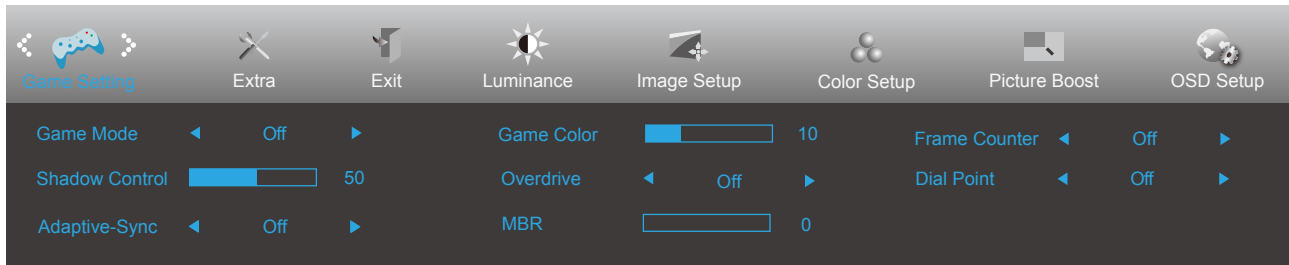 Game Setting Extra Exit Luminance Image Setup Color Setup Picture Boost OSD Setup
Game Mode Off Game Color 10 Frame Counter Off
Shadow Control 50 Overdrive Off Dial Point Off
Adaptive-Sync Off MBR 0